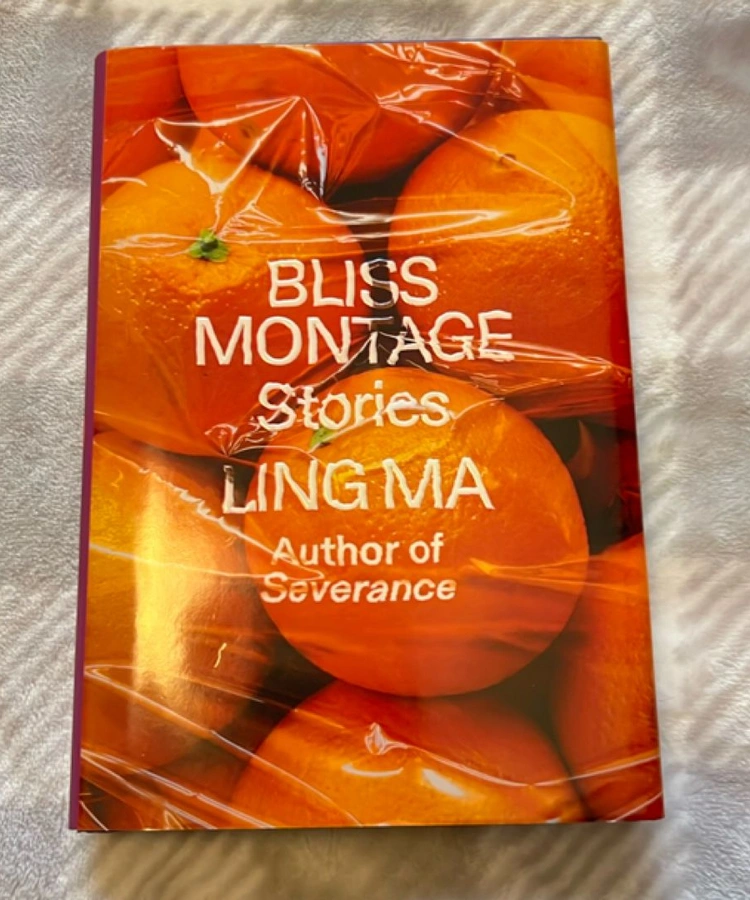 BLISS
MONTAGE
Stories
LING MA
Author of
Severance